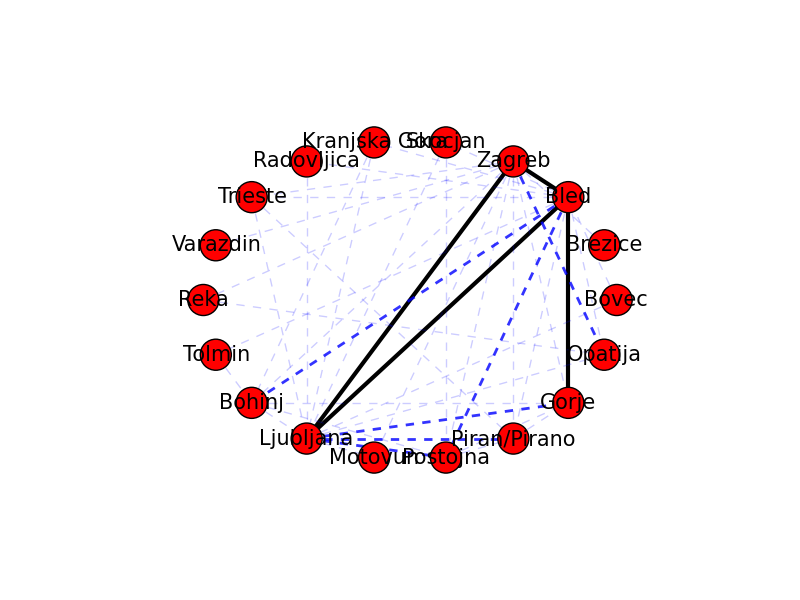 Kranjska Gora
Skocjan
Radovljica
Zagreb
Trieste
Bled
Varazdin
Brezice
Reka
Bovec
Tolmin
Opatija
Bohinj
Gorje
Ljubljana
Piran/Pirano
Motovun
Postojna